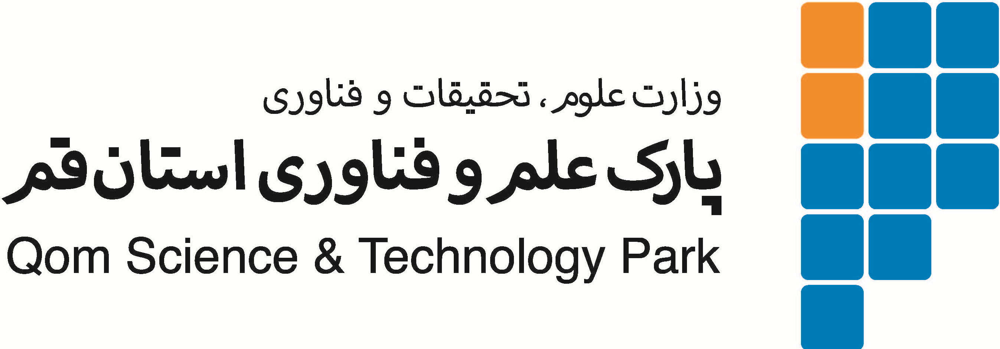 وزارت علوم، تحقیقات و فناوری
پارک علم و فناوری استان قم
Qom Science & Technology Park